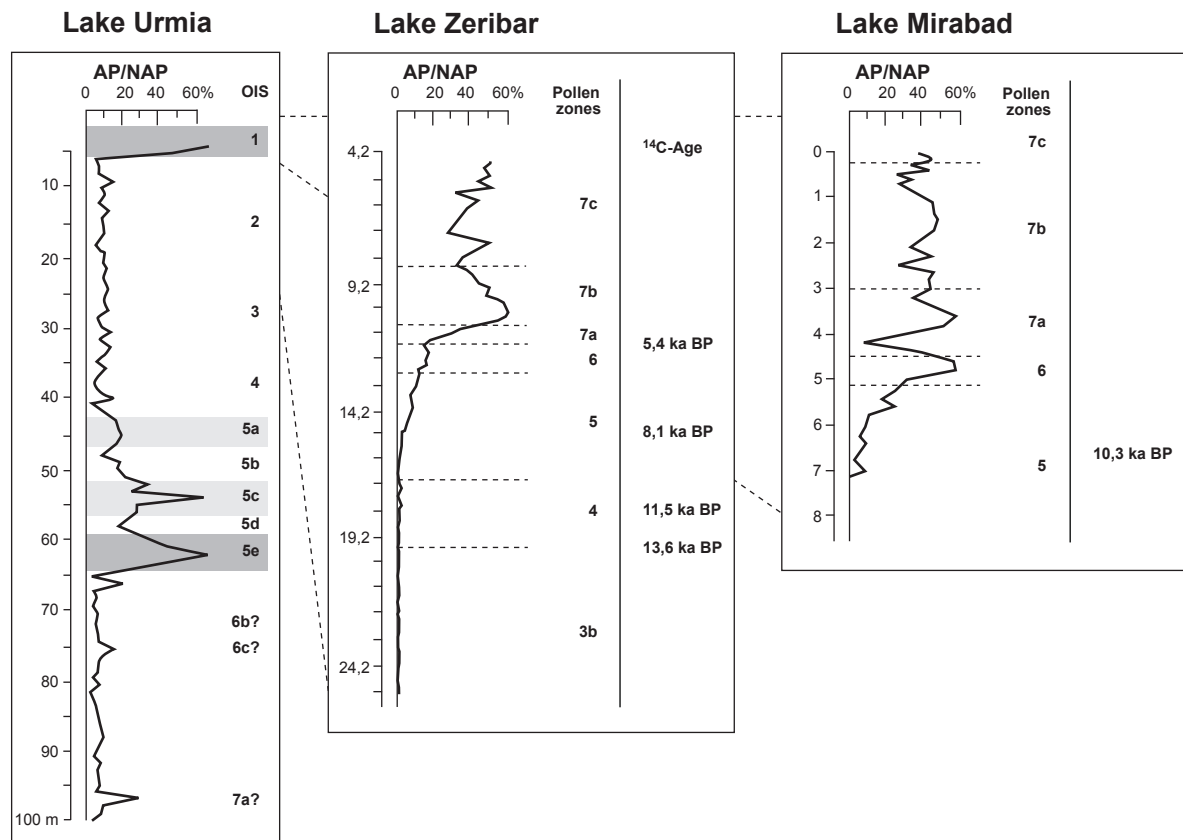 Lake Urmia
AP/NAP
0 20 40 60%
OIS
1
10
2
20
3
30
4
40
5a
5b
50
5c
5d
60
5e
70
6b?
6c?
80
90
7a?
100 m
Lake Zeribar
AP/NAP
0 20 40 60%
Pollen
zones
¹⁴C-Age
4,2
7c
9,2
7b
7a
5,4 ka BP
6
14,2
5
8,1 ka BP
4
11,5 ka BP
19,2
13,6 ka BP
3b
24,2
Lake Mirabad
AP/NAP
0 20 40 60%
Pollen
zones
7c
0
1
7b
2
3
7a
4
6
5
6
10,3 ka BP
7
5
8